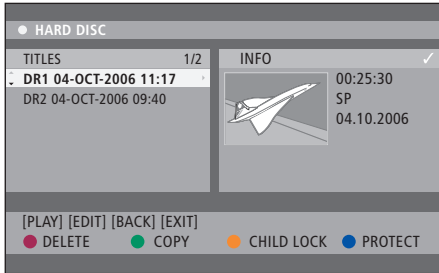 HARD DISC
TITLES 1/2
DR1 04-OCT-2006 11:17
DR2 04-OCT-2006 09:40
INFO
00:25:30
SP
04.10.2006
[PLAY] [EDIT] [BACK] [EXIT]
DELETE COPY CHILD LOCK PROTECT